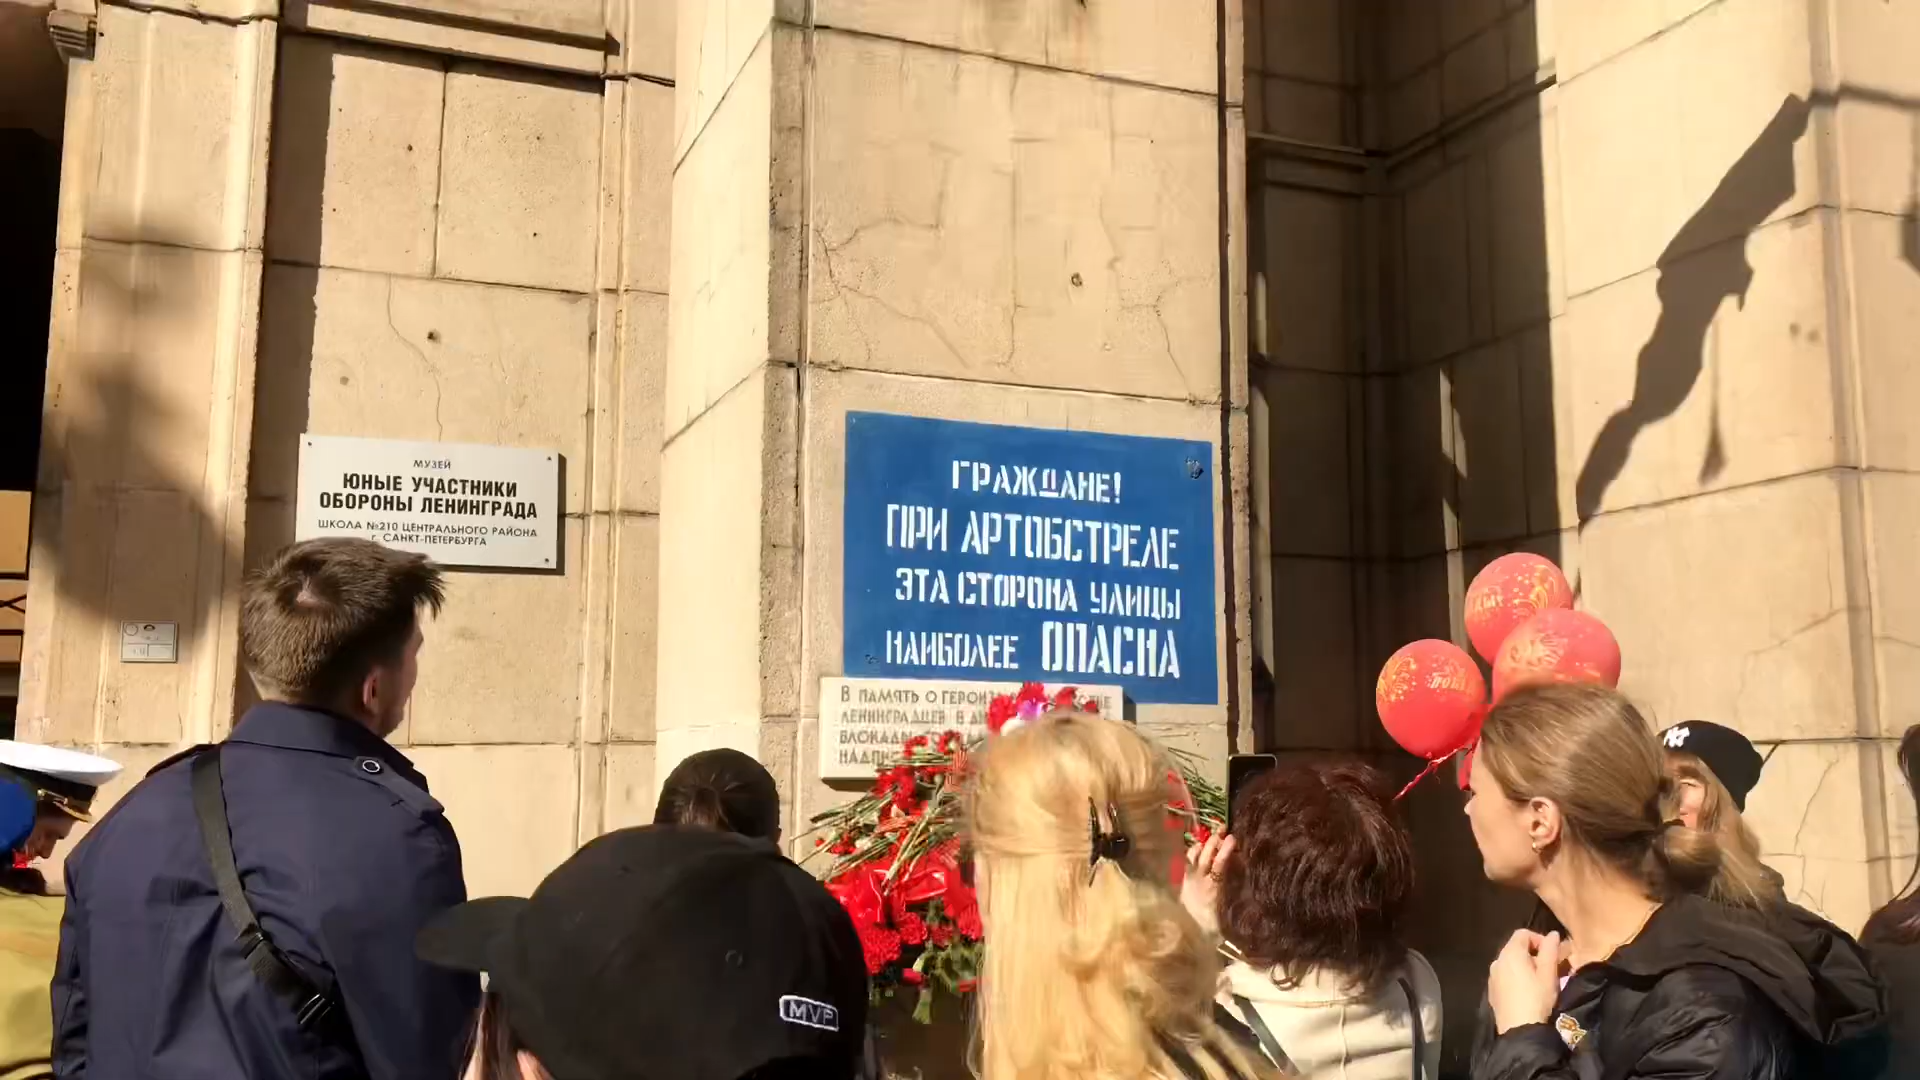 МУЗЕЙ
ЮНЫЕ УЧАСТНИКИ
ОБОРОНЫ ЛЕНИНГРАДА
ШКОЛА №210 ЦЕНТРАЛЬНОГО РАЙОНА
г. САНКТ-ПЕТЕРБУРГА
ГРАЖДАНЕ!
ПРИ АРТОБСТРЕЛЕ
ЭТА СТОРОНА УЛИЦЫ
НАИБОЛЕЕ ОПАСНА
В ПАМЯТЬ О
ЛЕНИНГРАДЦЕВ В
БЛОКАДЫ
MVP
NY